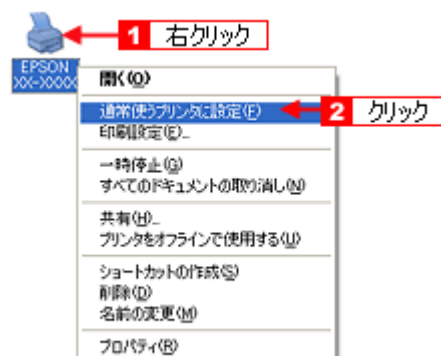 1 右クリック
EPSON
XX-XXXX
開く(O)
通常使うプリンタに設定(F)
2 クリック
印刷設定(E)...
一時停止(G)
すべてのドキュメントの取り消し(N)
共有(H)...
プリンタをオフラインで使用する(U)
ショートカットの作成(S)
削除(D)
名前の変更(M)
プロパティ(R)